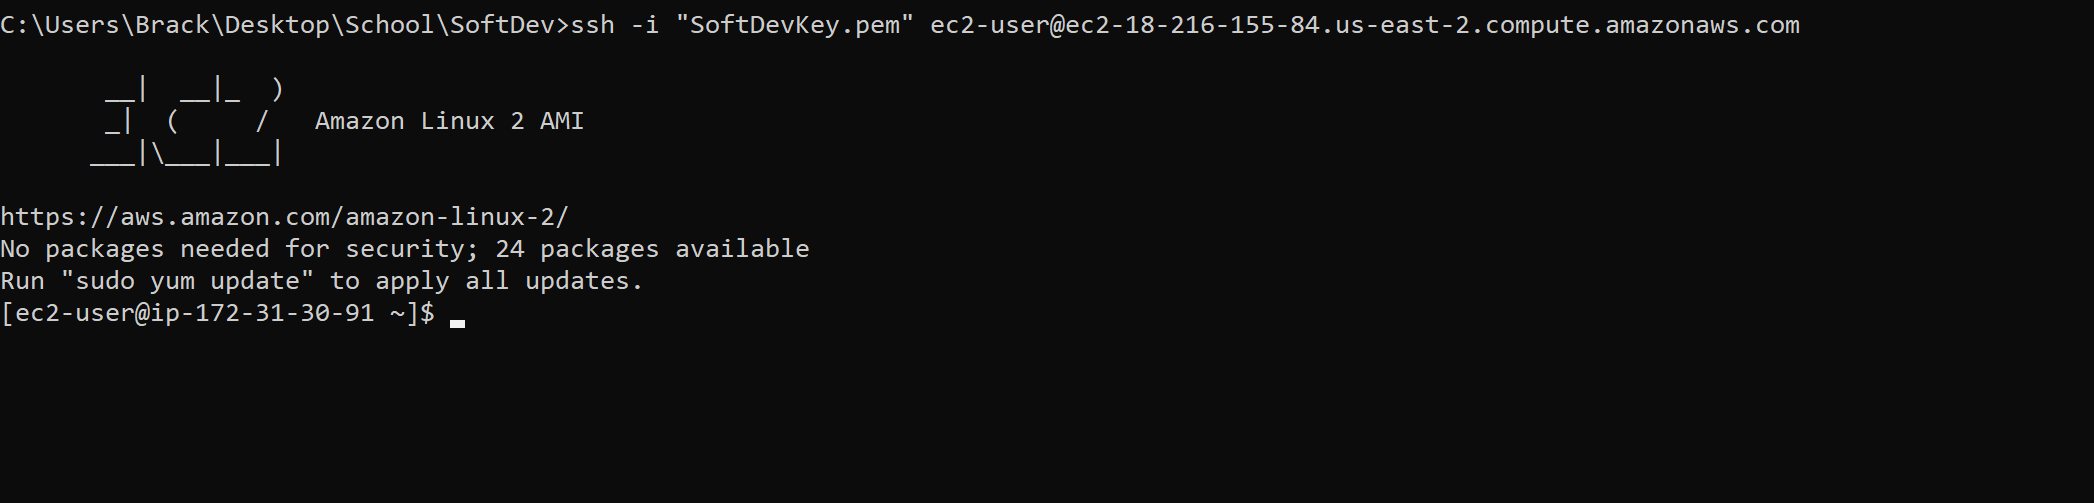 C:\Users\Brack\Desktop\School\SoftDev>ssh -i "SoftDevKey.pem" ec2-user@ec2-18-216-155-84.us-east-2.compute.amazonaws.com
       __|  __|_  )
       _|  (     /   Amazon Linux 2 AMI
      ___|\___|___|
https://aws.amazon.com/amazon-linux-2/
No packages needed for security; 24 packages available
Run "sudo yum update" to apply all updates.
[ec2-user@ip-172-31-30-91 ~]$